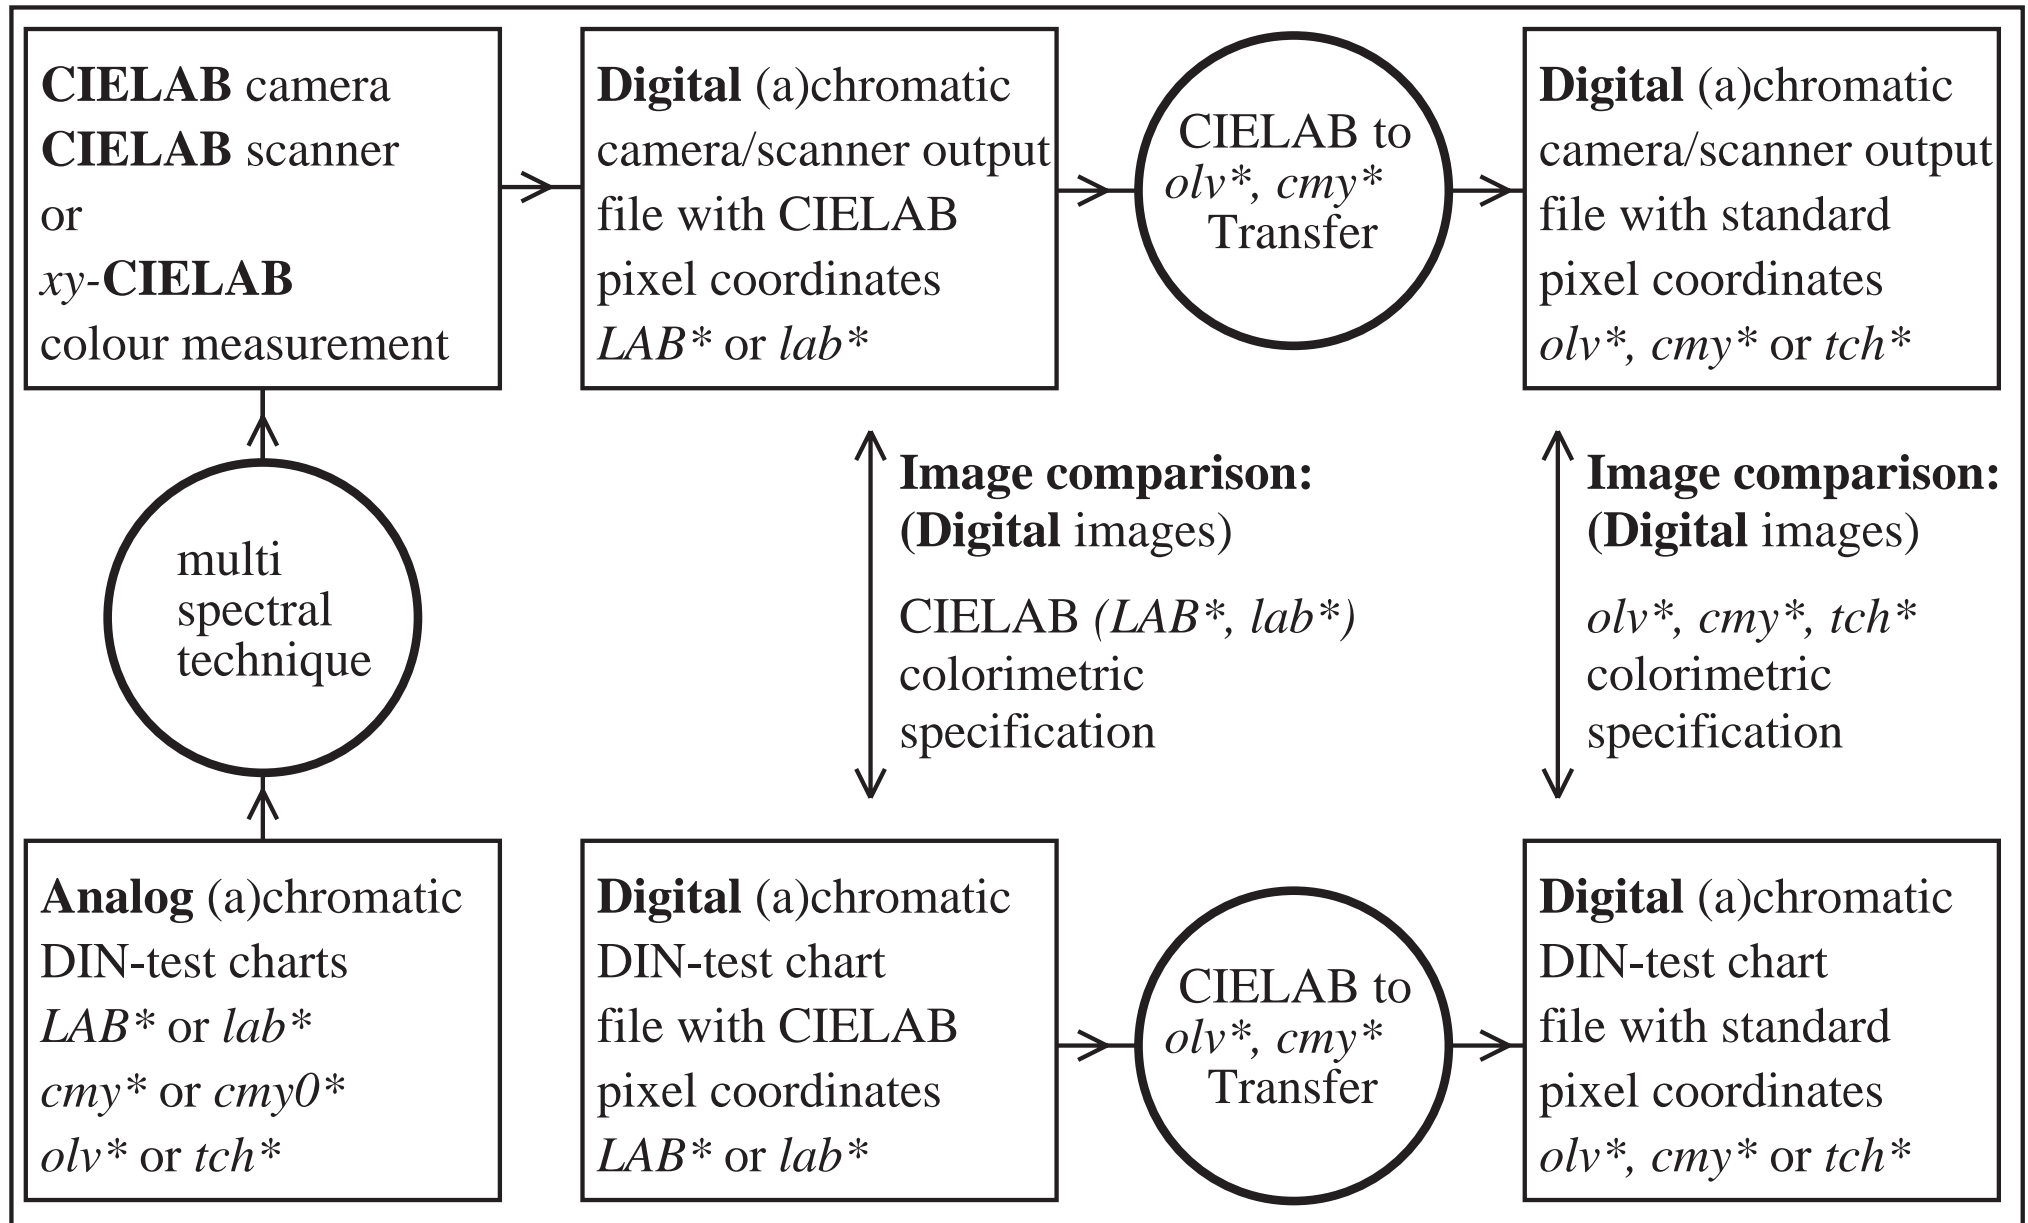 CIELAB camera
CIELAB scanner
or
xy-CIELAB
colour measurement
Digital (a)chromatic
camera/scanner output
file with CIELAB
pixel coordinates
LAB* or lab*
CIELAB to
olv*, cmy*
Transfer
Digital (a)chromatic
camera/scanner output
file with standard
pixel coordinates
olv*, cmy* or tch*
multi
spectral
technique
Image comparison:
(Digital images)
CIELAB (LAB*, lab*)
colorimetric
specification
Image comparison:
(Digital images)
olv*, cmy*, tch*
colorimetric
specification
Analog (a)chromatic
DIN-test charts
LAB* or lab*
cmy* or cmy0*
olv* or tch*
Digital (a)chromatic
DIN-test chart
file with CIELAB
pixel coordinates
LAB* or lab*
CIELAB to
olv*, cmy*
Transfer
Digital (a)chromatic
DIN-test chart
file with standard
pixel coordinates
olv*, cmy* or tch*